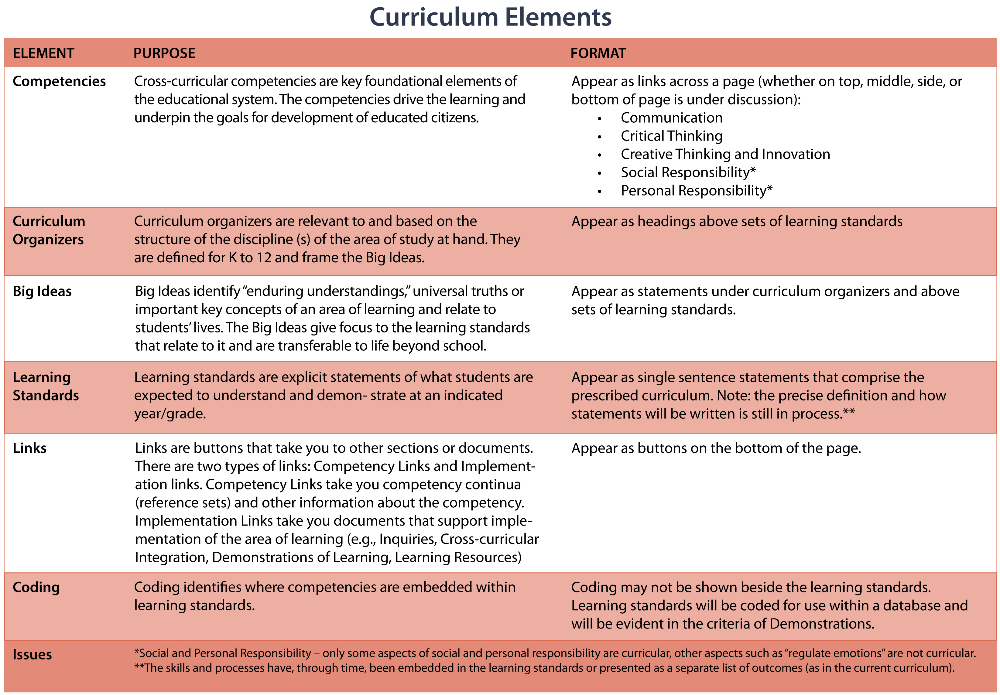 Curriculum Elements
ELEMENT PURPOSE FORMAT
Competencies
Cross-curricular competencies are key foundational elements of
the educational system. The competencies drive the learning and
underpin the goals for development of educated citizens.
Appear as links across a page (whether on top, middle, side, or
bottom of page is under discussion):
• Communication
• Critical Thinking
• Creative Thinking and Innovation
• Social Responsibility*
• Personal Responsibility*
Curriculum
Organizers
Curriculum organizers are relevant to and based on the
structure of the discipline (s) of the area of study at hand. They
are defined for K to 12 and frame the Big Ideas.
Appear as headings above sets of learning standards
Big Ideas
Big Ideas identify “enduring understandings,” universal truths or
important key concepts of an area of learning and relate to
students’ lives. The Big Ideas give focus to the learning standards
that relate to it and are transferable to life beyond school.
Appear as statements under curriculum organizers and above
sets of learning standards.
Learning
Standards
Learning standards are explicit statements of what students are
expected to understand and demon- strate at an indicated
year/grade.
Appear as single sentence statements that comprise the
prescribed curriculum. Note: the precise definition and how
statements will be written is still in process.**
Links
Links are buttons that take you to other sections or documents.
There are two types of links: Competency Links and Implement-
ation links. Competency Links take you competency continua
(reference sets) and other information about the competency.
Implementation Links take you documents that support imple-
mentation of the area of learning (e.g., Inquiries, Cross-curricular
Integration, Demonstrations of Learning, Learning Resources)
Appear as buttons on the bottom of the page.
Coding
Coding identifies where competencies are embedded within
learning standards.
Coding may not be shown beside the learning standards.
Learning standards will be coded for use within a database and
will be evident in the criteria of Demonstrations.
Issues
*Social and Personal Responsibility – only some aspects of social and personal responsibility are curricular, other aspects such as “regulate emotions” are not curricular.
**The skills and processes have, through time, been embedded in the learning standards or presented as a separate list of outcomes (as in the current curriculum).